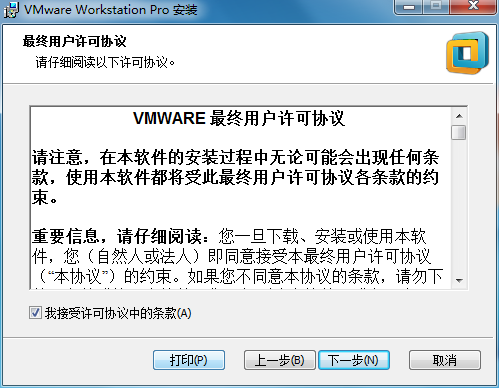 VMware Workstation Pro 安装
最终用户许可协议
请仔细阅读以下许可协议。
VMWARE 最终用户许可协议
请注意，在本软件的安装过程中无论可能会出现任何条
款，使用本软件都将受此最终用户许可协议各条款的约
束。
重要信息，请仔细阅读：您一旦下载、安装或使用本软
件，您（自然人或法人）即同意接受本最终用户许可协议
（“本协议”）的约束。如果您不同意本协议的条款，请勿下
我接受许可协议中的条款(A)
打印(P)
上一步(B)
下一步(N)
取消